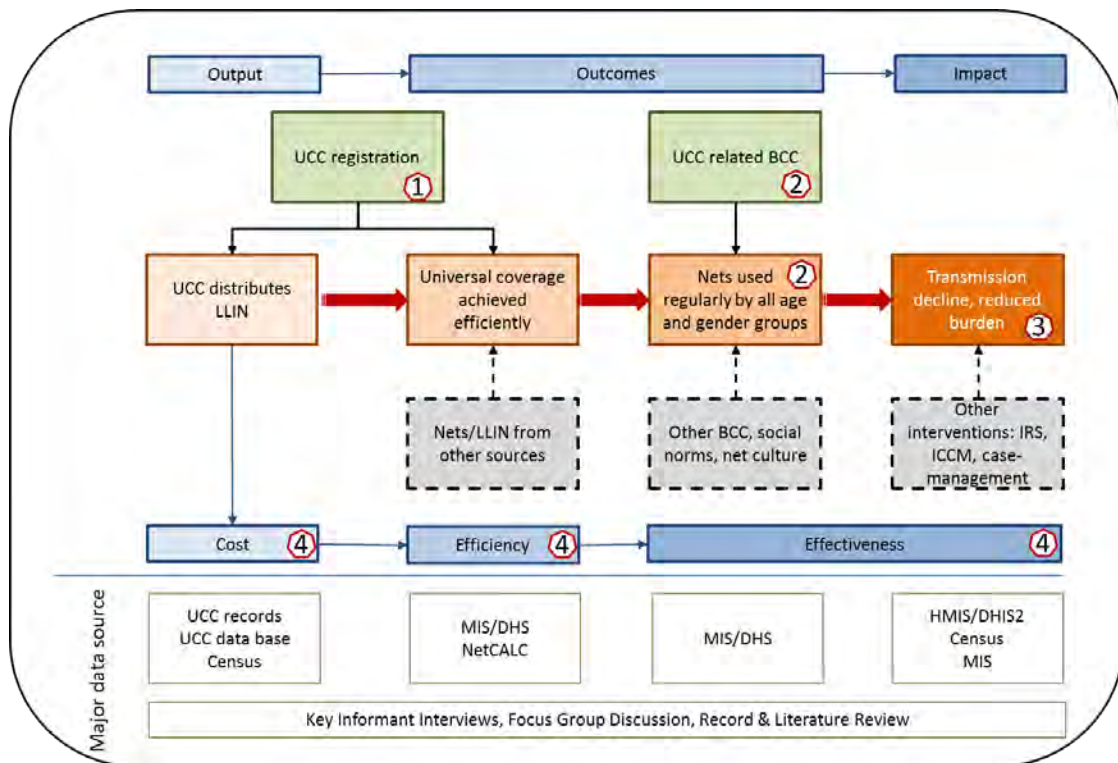 Output
Outcomes
Impact
UCC registration
1
UCC related BCC
2
UCC distributes
LLIN
Universal coverage
achieved
efficiently
Nets used
regularly by all age
and gender groups
2
Transmission
decline, reduced
burden
3
Nets/LLIN from
other sources
Other BCC, social
norms, net culture
Other
interventions: IRS,
ICCM, case-
management
Cost
4
Efficiency
4
Effectiveness
4
Major data source
UCC records
UCC data base
Census
MIS/DHS
NetCALC
MIS/DHS
HMIS/DHIS2
Census
MIS
Key Informant Interviews, Focus Group Discussion, Record & Literature Review